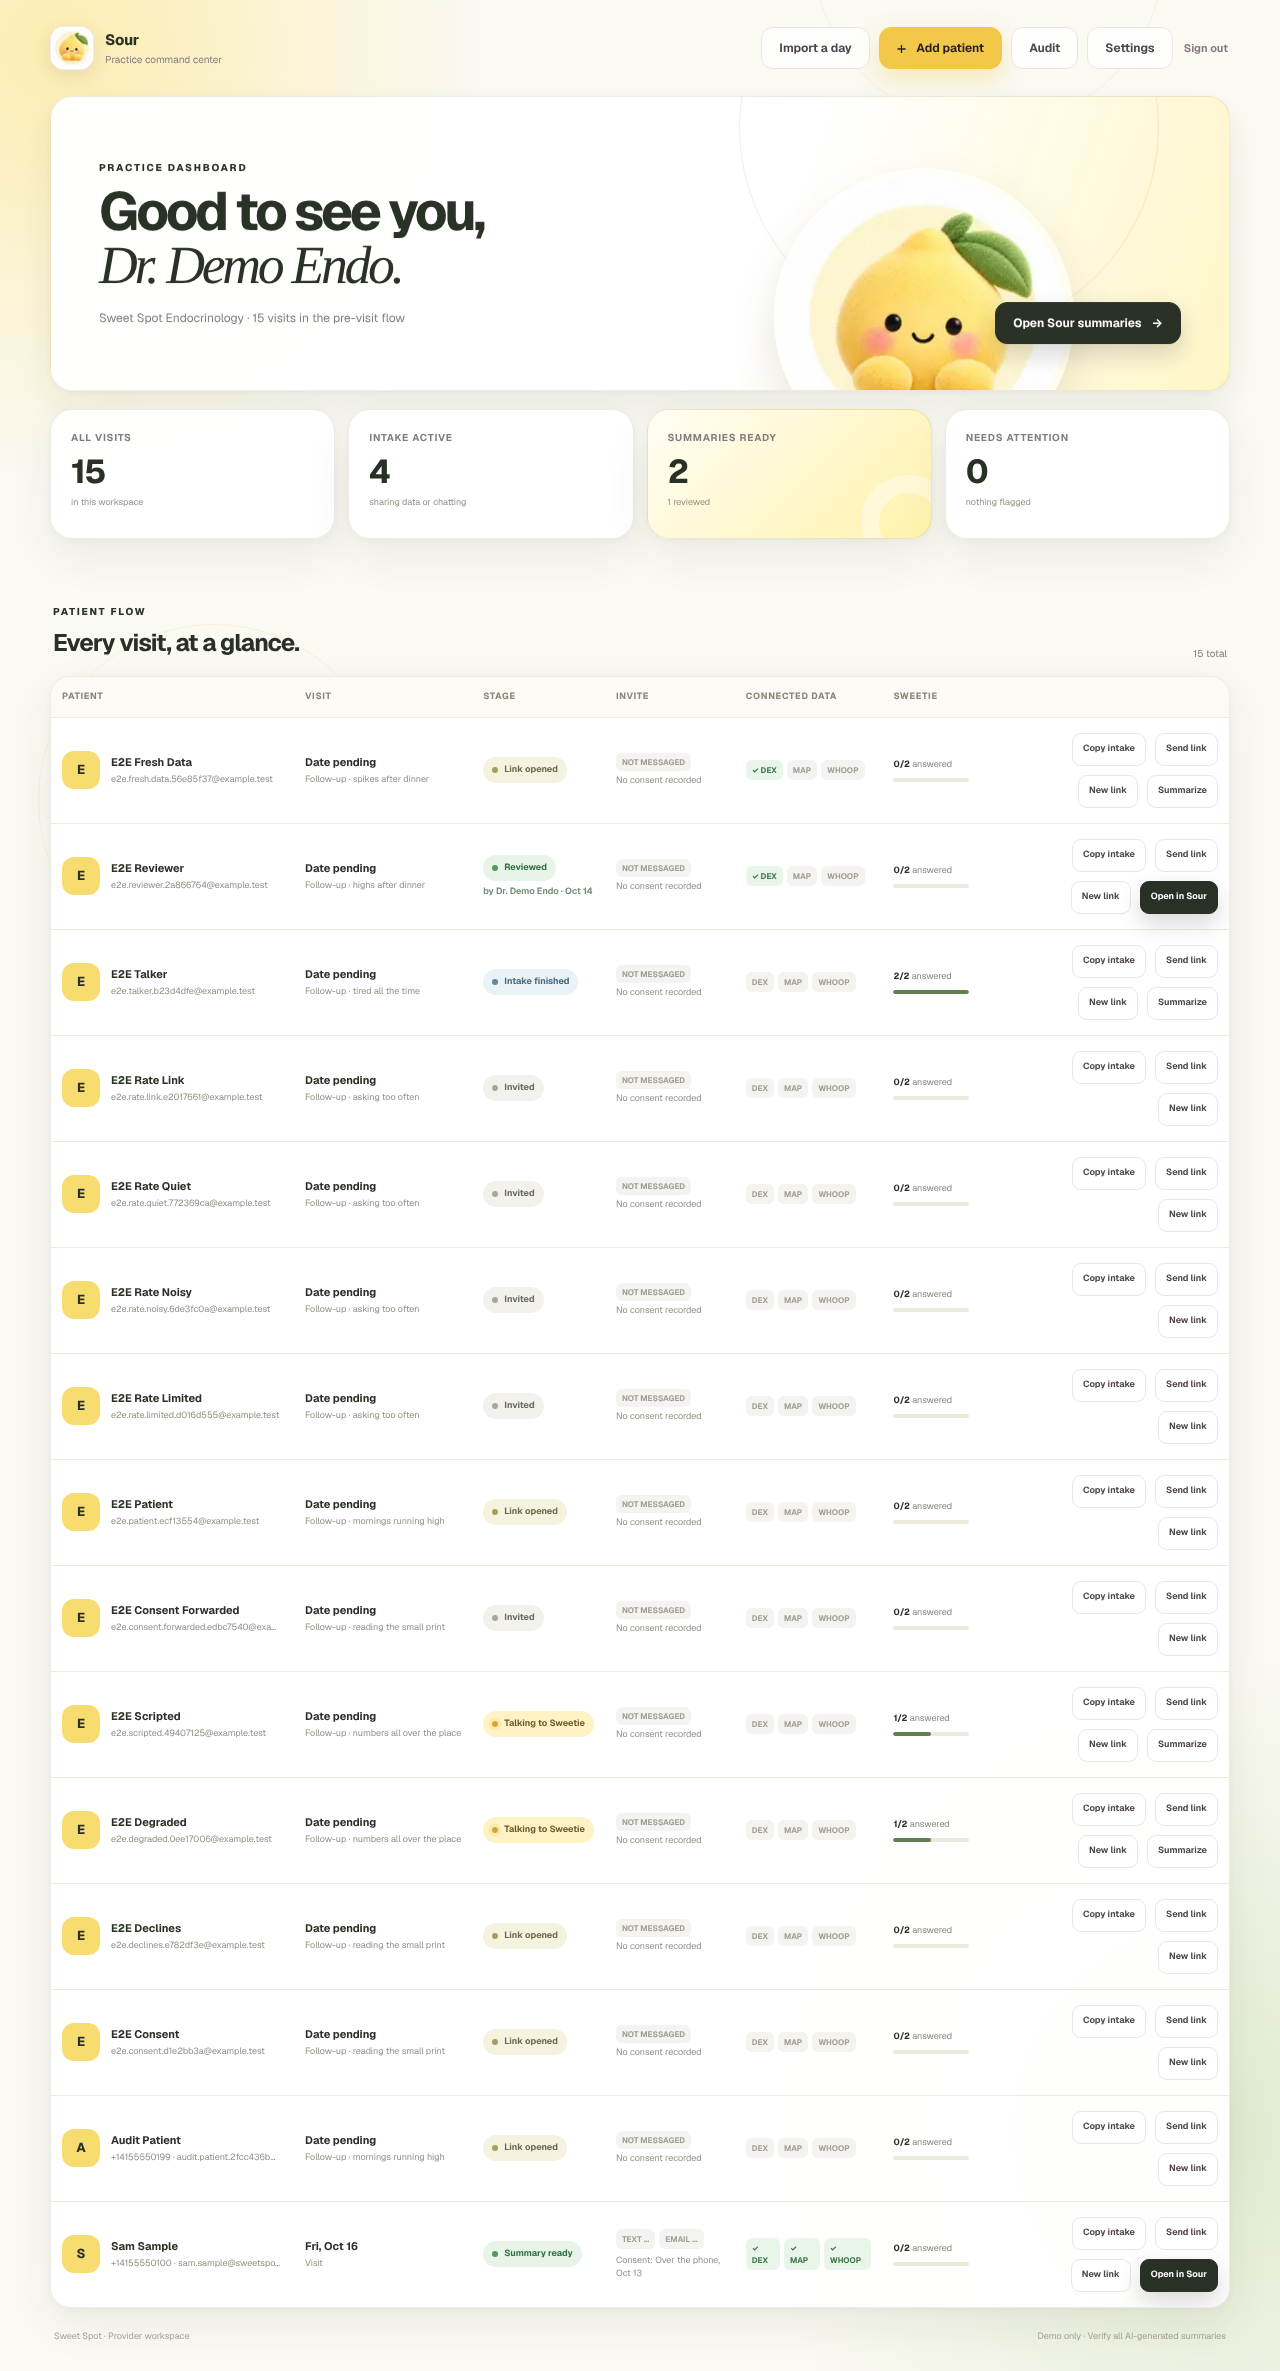 Sour
Practice command center
Import a day
+ Add patient
Audit
Settings
Sign out
PRACTICE DASHBOARD
Good to see you,
Dr. Demo Endo.
Sweet Spot Endocrinology · 15 visits in the pre-visit flow
Open Sour summaries →
ALL VISITS
15
in this workspace
INTAKE ACTIVE
4
sharing data or chatting
SUMMARIES READY
2
1 reviewed
NEEDS ATTENTION
0
nothing flagged
PATIENT FLOW
Every visit, at a glance.
15 total
PATIENT VISIT STAGE INVITE CONNECTED DATA SWEETIE
E E2E Fresh Data
e2e.fresh.data.56e85f37@example.test
Date pending
Follow-up · spikes after dinner
Link opened
NOT MESSAGED
No consent recorded
✓ DEX MAP WHOOP
0/2 answered
Copy intake Send link
New link Summarize
E E2E Reviewer
e2e.reviewer.2a866764@example.test
Date pending
Follow-up · highs after dinner
Reviewed
by Dr. Demo Endo · Oct 14
NOT MESSAGED
No consent recorded
✓ DEX MAP WHOOP
0/2 answered
Copy intake Send link
New link Open in Sour
E E2E Talker
e2e.talker.b23d4dfe@example.test
Date pending
Follow-up · tired all the time
Intake finished
NOT MESSAGED
No consent recorded
DEX MAP WHOOP
2/2 answered
Copy intake Send link
New link Summarize
E E2E Rate Link
e2e.rate.link.e2017661@example.test
Date pending
Follow-up · asking too often
Invited
NOT MESSAGED
No consent recorded
DEX MAP WHOOP
0/2 answered
Copy intake Send link
New link
E E2E Rate Quiet
e2e.rate.quiet.772369ca@example.test
Date pending
Follow-up · asking too often
Invited
NOT MESSAGED
No consent recorded
DEX MAP WHOOP
0/2 answered
Copy intake Send link
New link
E E2E Rate Noisy
e2e.rate.noisy.6de3fc0a@example.test
Date pending
Follow-up · asking too often
Invited
NOT MESSAGED
No consent recorded
DEX MAP WHOOP
0/2 answered
Copy intake Send link
New link
E E2E Rate Limited
e2e.rate.limited.d016d555@example.test
Date pending
Follow-up · asking too often
Invited
NOT MESSAGED
No consent recorded
DEX MAP WHOOP
0/2 answered
Copy intake Send link
New link
E E2E Patient
e2e.patient.ecf13554@example.test
Date pending
Follow-up · mornings running high
Link opened
NOT MESSAGED
No consent recorded
DEX MAP WHOOP
0/2 answered
Copy intake Send link
New link
E E2E Consent Forwarded
e2e.consent.forwarded.edbc7540@exa...
Date pending
Follow-up · reading the small print
Invited
NOT MESSAGED
No consent recorded
DEX MAP WHOOP
0/2 answered
Copy intake Send link
New link
E E2E Scripted
e2e.scripted.49407125@example.test
Date pending
Follow-up · numbers all over the place
Talking to Sweetie
NOT MESSAGED
No consent recorded
DEX MAP WHOOP
1/2 answered
Copy intake Send link
New link Summarize
E E2E Degraded
e2e.degraded.0ee17006@example.test
Date pending
Follow-up · numbers all over the place
Talking to Sweetie
NOT MESSAGED
No consent recorded
DEX MAP WHOOP
1/2 answered
Copy intake Send link
New link Summarize
E E2E Declines
e2e.declines.e782df3e@example.test
Date pending
Follow-up · reading the small print
Link opened
NOT MESSAGED
No consent recorded
DEX MAP WHOOP
0/2 answered
Copy intake Send link
New link
E E2E Consent
e2e.consent.d1e2bb3a@example.test
Date pending
Follow-up · reading the small print
Link opened
NOT MESSAGED
No consent recorded
DEX MAP WHOOP
0/2 answered
Copy intake Send link
New link
A Audit Patient
+14155550199 · audit.patient.2fcc436b...
Date pending
Follow-up · mornings running high
Link opened
NOT MESSAGED
No consent recorded
DEX MAP WHOOP
0/2 answered
Copy intake Send link
New link
S Sam Sample
+14155550100 · sam.sample@sweetspo...
Fri, Oct 16
Visit
Summary ready
TEXT ... EMAIL ...
Consent: Over the phone,
Oct 13
✓ DEX ✓ MAP ✓ WHOOP
0/2 answered
Copy intake Send link
New link Open in Sour
Sweet Spot · Provider workspace
Demo only · Verify all AI-generated summaries